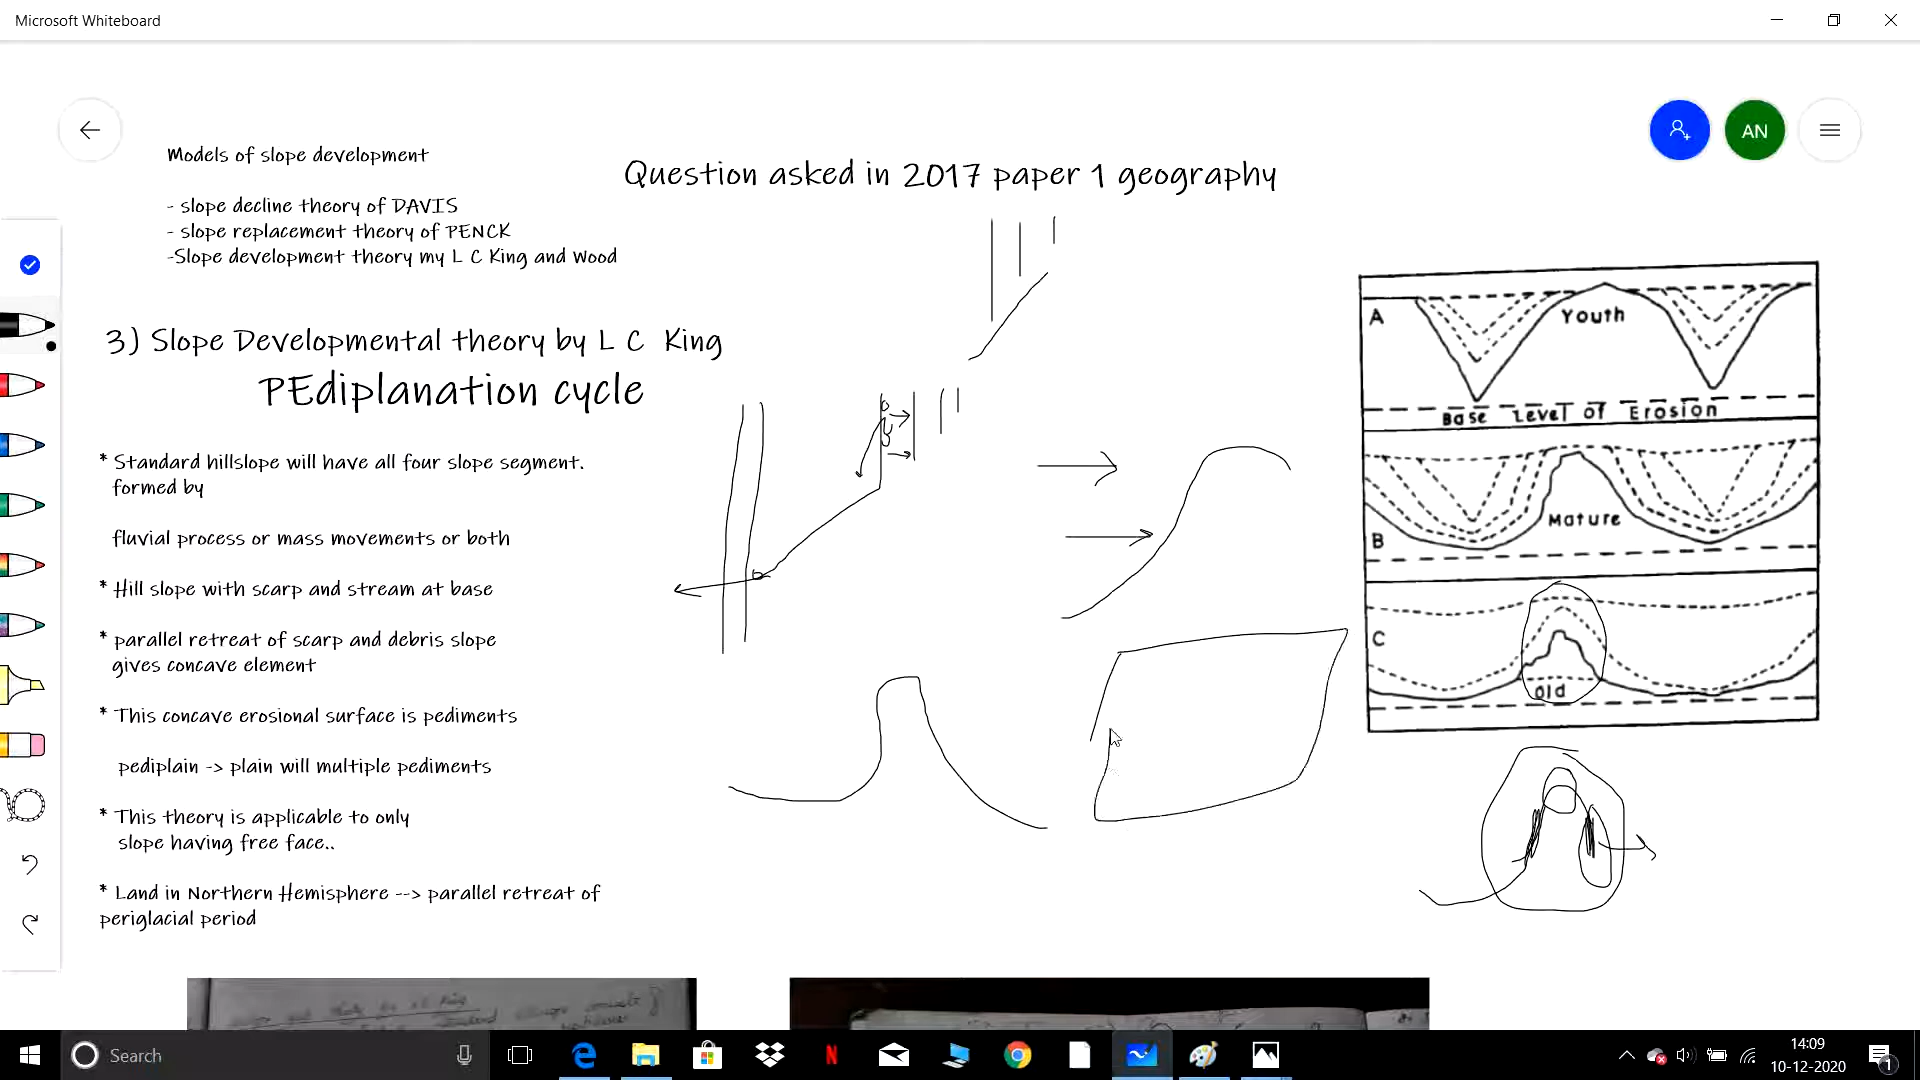 Microsoft Whiteboard
AN
Models of slope development
- slope decline theory of DAVIS
- slope replacement theory of PENCK
-Slope development theory my L C King and Wood
Question asked in 2017 paper 1 geography
3) Slope Developmental theory by L C King
PEdiplanation cycle
* Standard hillslope will have all four slope segment.
formed by
fluvial process or mass movements or both
* Hill slope with scarp and stream at base
* parallel retreat of scarp and debris slope
gives concave element
* This concave erosional surface is pediments
pediplain -> plain will multiple pediments
* This theory is applicable to only
slope having free face..
* Land in Northern Hemisphere --> parallel retreat of
periglacial period
A
Youth
Base Level of Erosion
B
Mature
C
Old
Search
14:09
10-12-2020
1